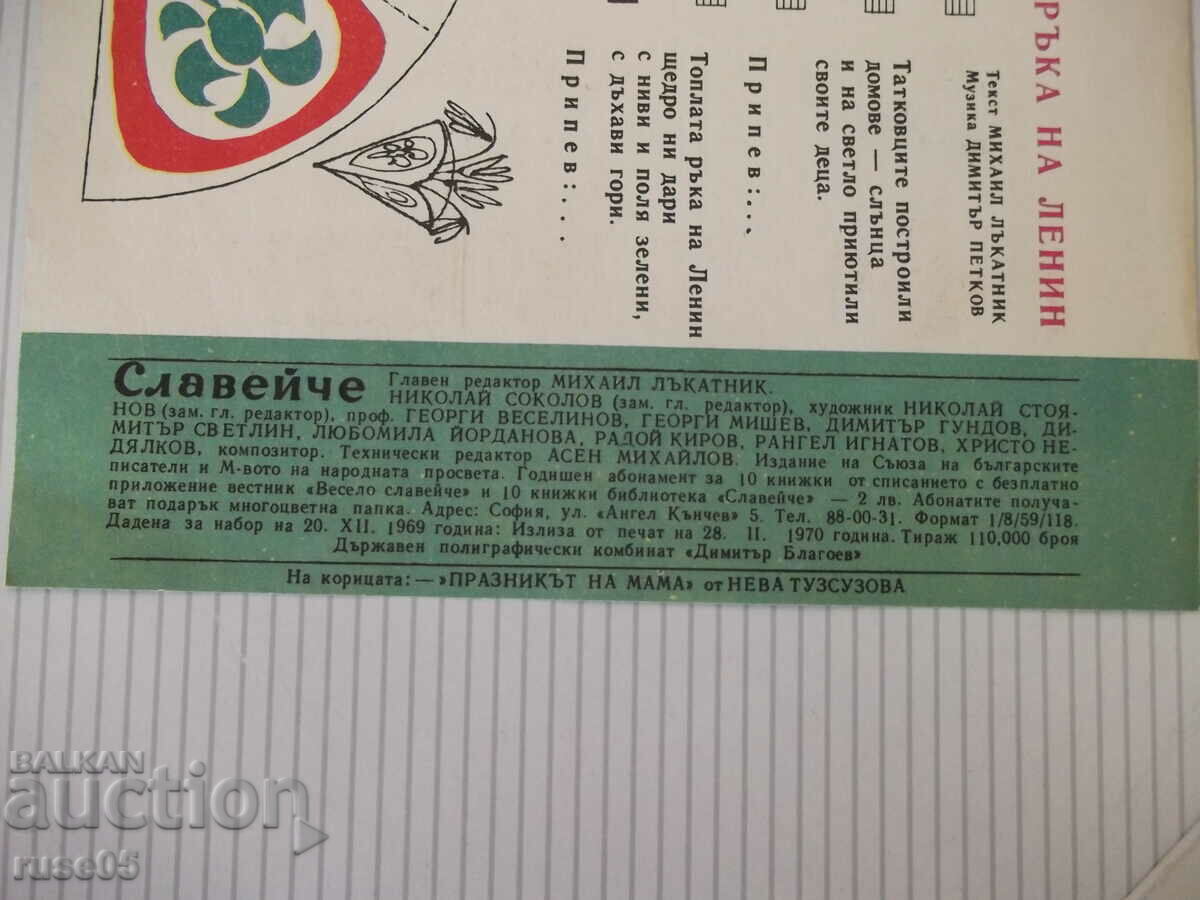 РЪКА НА ЛЕНИН
Текст МИХАИЛ ЛЪКАТНИК
Музика ДИМИТЪР ПЕТКОВ
Татковците построили
домове — слънца
и на светло приютили
своите деца.
Припев:...
Топлата ръка на Ленин
щедро ни дари
с ниви и поля зелени,
с дъхави гори.
Припев:...
Славейче Главен редактор МИХАИЛ ЛЪКАТНИК.
НИКОЛАЙ СОКОЛОВ (зам. гл. редактор), художник НИКОЛАЙ СТОЯ-
НОВ (зам. гл. редактор), проф. ГЕОРГИ ВЕСЕЛИНОВ, ГЕОРГИ МИШЕВ, ДИМИТЪР ГУНДОВ, ДИ-
МИТЪР СВЕТЛИН, ЛЮБОМИЛА ЙОРДАНОВА, РАДОЙ КИРОВ, РАНГЕЛ ИГНАТОВ, ХРИСТО НЕ-
ДЯЛКОВ, композитор. Технически редактор АСЕН МИХАЙЛОВ. Издание на Съюза на българските
писатели и М-вото на народната просвета. Годишен абонамент за 10 книжки от списанието с безплатно
приложение вестник «Весело славейче» и 10 книжки библиотека «Славейче» — 2 лв. Абонатите получа-
ват подарък многоцветна папка. Адрес: София, ул. «Ангел Кънчев» 5. Тел. 88-00-31. Формат 1/8/59/118.
Дадена за набор на 20. XII. 1969 година: Излиза от печат на 28. II. 1970 година. Тираж 110,000 броя
Държавен полиграфически комбинат «Димитър Благоев»
На корицата: — »ПРАЗНИКЪТ НА МАМА» от НЕВА ТУЗСУЗОВА
BALKAN
auction
ruse05